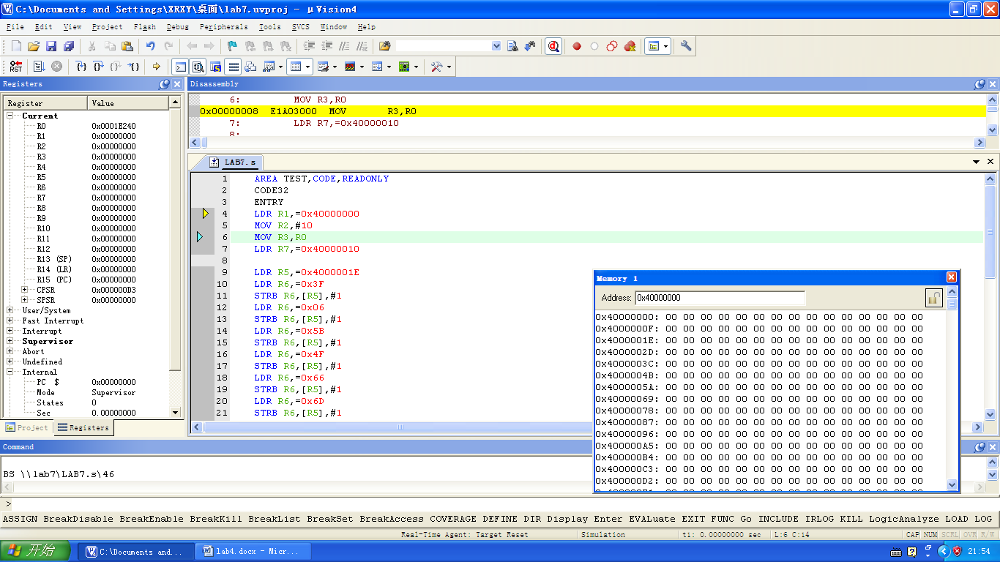 C:\Documents and Settings\XRXY\桌面\lab7.uvproj - µVision4
File Edit View Project Flash Debug Peripherals Tools SVCS Window Help
RST
Registers
Register Value
Current
R0 0x0001E240
R1 0x00000000
R2 0x00000000
R3 0x00000000
R4 0x00000000
R5 0x00000000
R6 0x00000000
R7 0x00000000
R8 0x00000000
R9 0x00000000
R10 0x00000000
R11 0x00000000
R12 0x00000000
R13 (SP) 0x00000000
R14 (LR) 0x00000000
R15 (PC) 0x00000000
CPSR 0x000000D3
SPSR 0x00000000
User/System
Fast Interrupt
Interrupt
Supervisor
Abort
Undefined
Internal
PC $ 0x00000000
Mode Supervisor
States 0
Sec 0.00000000
Project Registers
Disassembly
6: MOV R3,R0
0x00000008 E1A03000 MOV R3,R0
7: LDR R7,=0x40000010
8:
LAB7.s
1 AREA TEST,CODE,READONLY
2 CODE32
3 ENTRY
4 LDR R1,=0x40000000
5 MOV R2,#10
6 MOV R3,R0
7 LDR R7,=0x40000010
8
9 LDR R5,=0x4000001E
10 LDR R6,=0x3F
11 STRB R6,[R5],#1
12 LDR R6,=0x06
13 STRB R6,[R5],#1
14 LDR R6,=0x5B
15 STRB R6,[R5],#1
16 LDR R6,=0x4F
17 STRB R6,[R5],#1
18 LDR R6,=0x66
19 STRB R6,[R5],#1
20 LDR R6,=0x6D
21 STRB R6,[R5],#1
Memory 1
Address: 0x40000000
0x40000000: 00 00 00 00 00 00 00 00 00 00 00 00 00 00 00
0x4000000F: 00 00 00 00 00 00 00 00 00 00 00 00 00 00 00
0x4000001E: 00 00 00 00 00 00 00 00 00 00 00 00 00 00 00
0x4000002D: 00 00 00 00 00 00 00 00 00 00 00 00 00 00 00
0x4000003C: 00 00 00 00 00 00 00 00 00 00 00 00 00 00 00
0x4000004B: 00 00 00 00 00 00 00 00 00 00 00 00 00 00 00
0x4000005A: 00 00 00 00 00 00 00 00 00 00 00 00 00 00 00
0x40000069: 00 00 00 00 00 00 00 00 00 00 00 00 00 00 00
0x40000078: 00 00 00 00 00 00 00 00 00 00 00 00 00 00 00
0x40000087: 00 00 00 00 00 00 00 00 00 00 00 00 00 00 00
0x40000096: 00 00 00 00 00 00 00 00 00 00 00 00 00 00 00
0x400000A5: 00 00 00 00 00 00 00 00 00 00 00 00 00 00 00
0x400000B4: 00 00 00 00 00 00 00 00 00 00 00 00 00 00 00
0x400000C3: 00 00 00 00 00 00 00 00 00 00 00 00 00 00 00
0x400000D2: 00 00 00 00 00 00 00 00 00 00 00 00 00 00 00
Command
BS \\lab7\LAB7.s\46
>
ASSIGN BreakDisable BreakEnable BreakKill BreakList BreakSet BreakAccess COVERAGE DEFINE DIR Display Enter EVALuate EXIT FUNC Go INCLUDE IRLOG KILL LogicAnalyze LOAD LOG
Real-Time Agent: Target Reset Simulation t1: 0.00000000 sec L:6 C:14 CAP NUM SCRL OVR R/W
开始 C:\Documents and... lab4.docx - Micr... 21:54